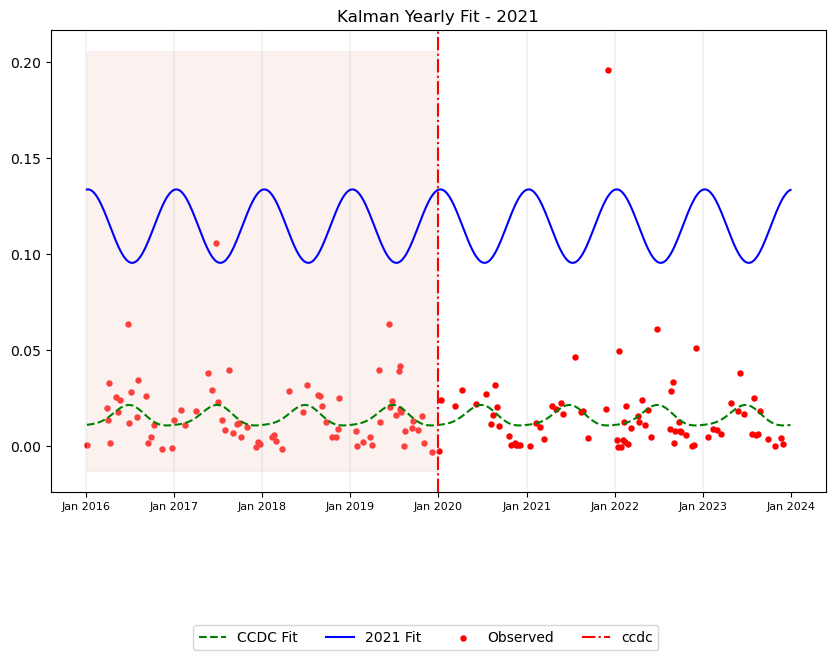 Kalman Yearly Fit - 2021
0.20
0.15
0.10
0.05
0.00
Jan 2016 Jan 2017 Jan 2018 Jan 2019 Jan 2020 Jan 2021 Jan 2022 Jan 2023 Jan 2024
CCDC Fit 2021 Fit Observed ccdc